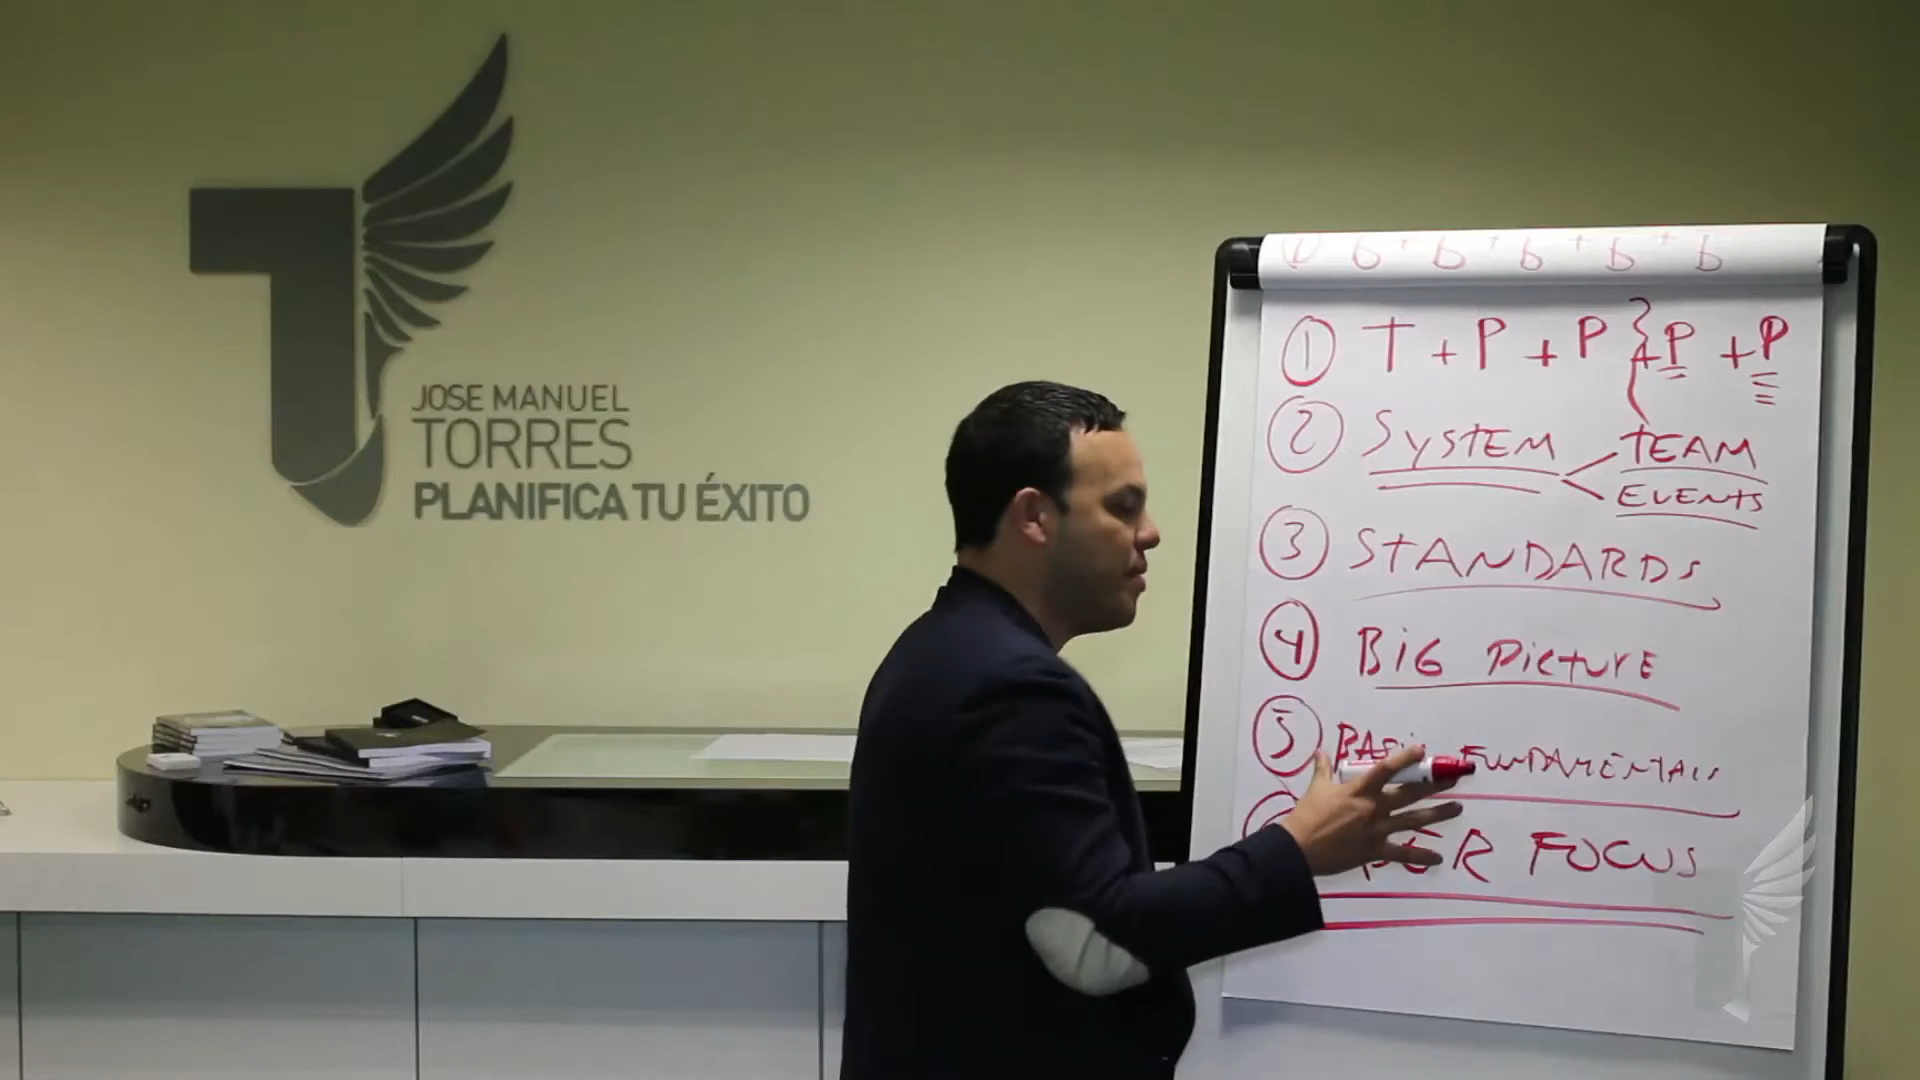 JOSE MANUEL
TORRES
PLANIFICA TU ÉXITO
1 T + P + P } + P + P
2 SYSTEM < TEAM
EVENTS
3 STANDARDS
4 BIG PICTURE
5 FUNDAMENTALS
FOCUS